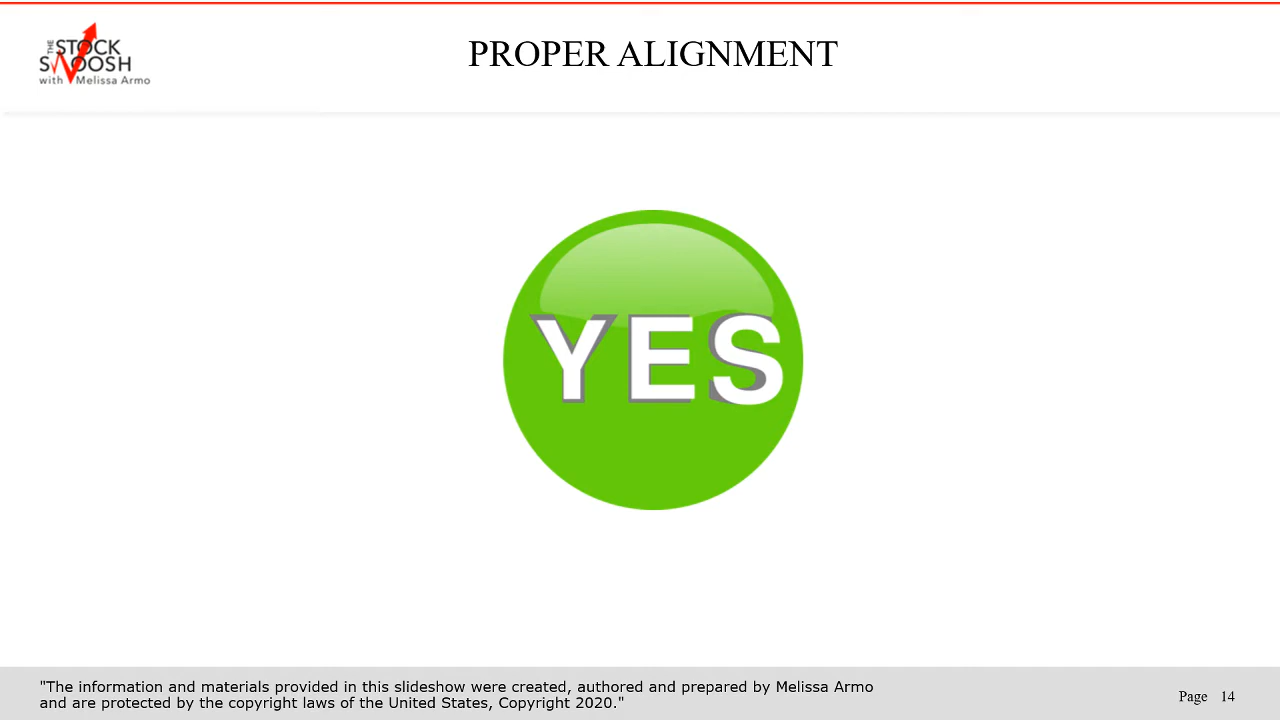 THE
STOCK
SWOOSH
with Melissa Armo
PROPER ALIGNMENT
YES
"The information and materials provided in this slideshow were created, authored and prepared by Melissa Armo
and are protected by the copyright laws of the United States, Copyright 2020."
Page 14